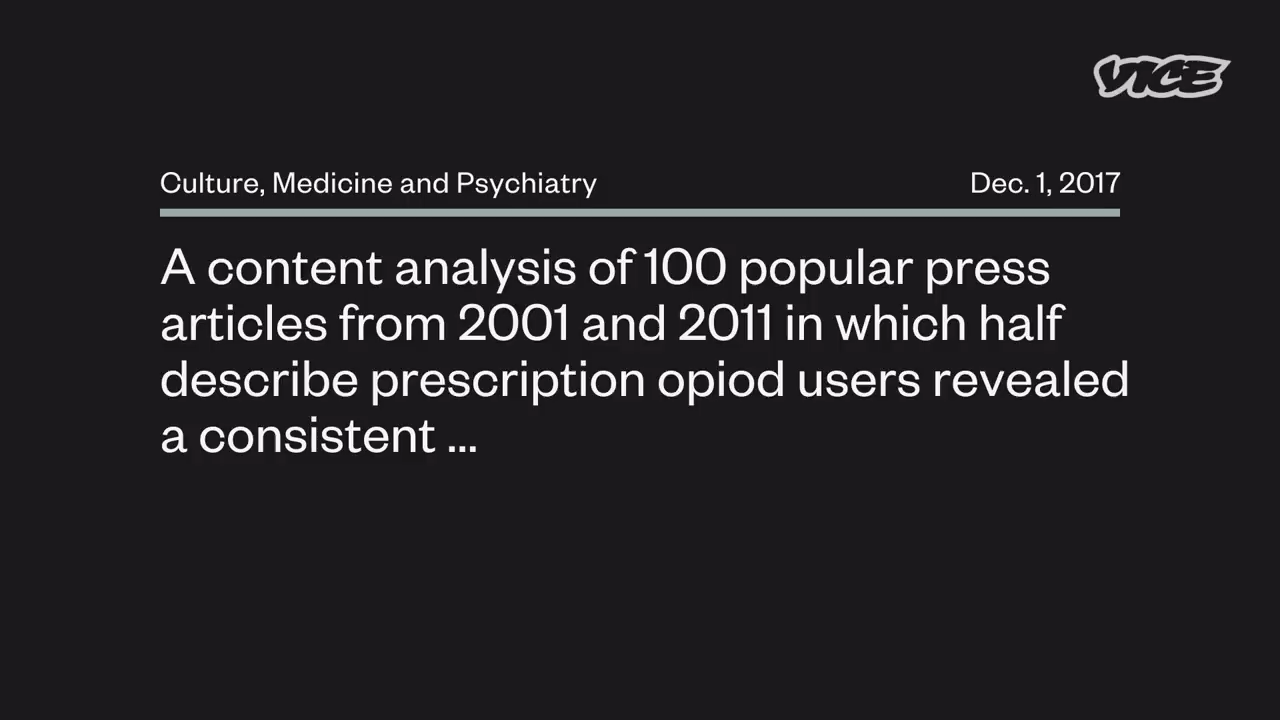 VICE
Culture, Medicine and Psychiatry
Dec. 1, 2017
A content analysis of 100 popular press
articles from 2001 and 2011 in which half
describe prescription opiod users revealed
a consistent ...